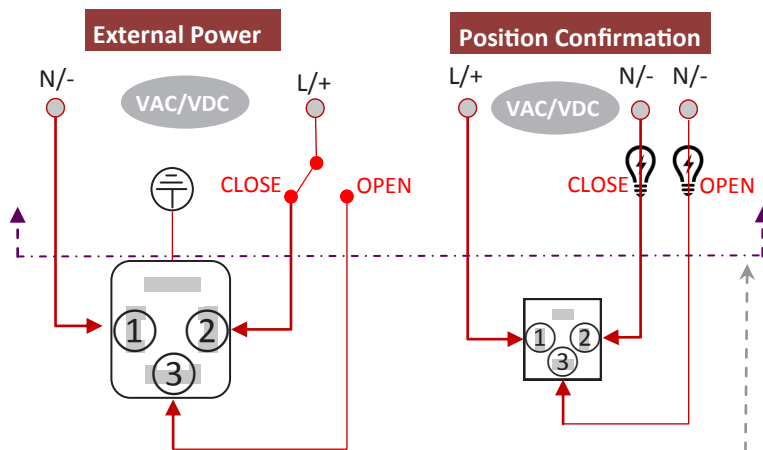 External Power
Position Confirmation
N/-
VAC/VDC
L/+
L/+
VAC/VDC
N/-
N/-
CLOSE
OPEN
CLOSE
OPEN
1
2
3
1
2
3